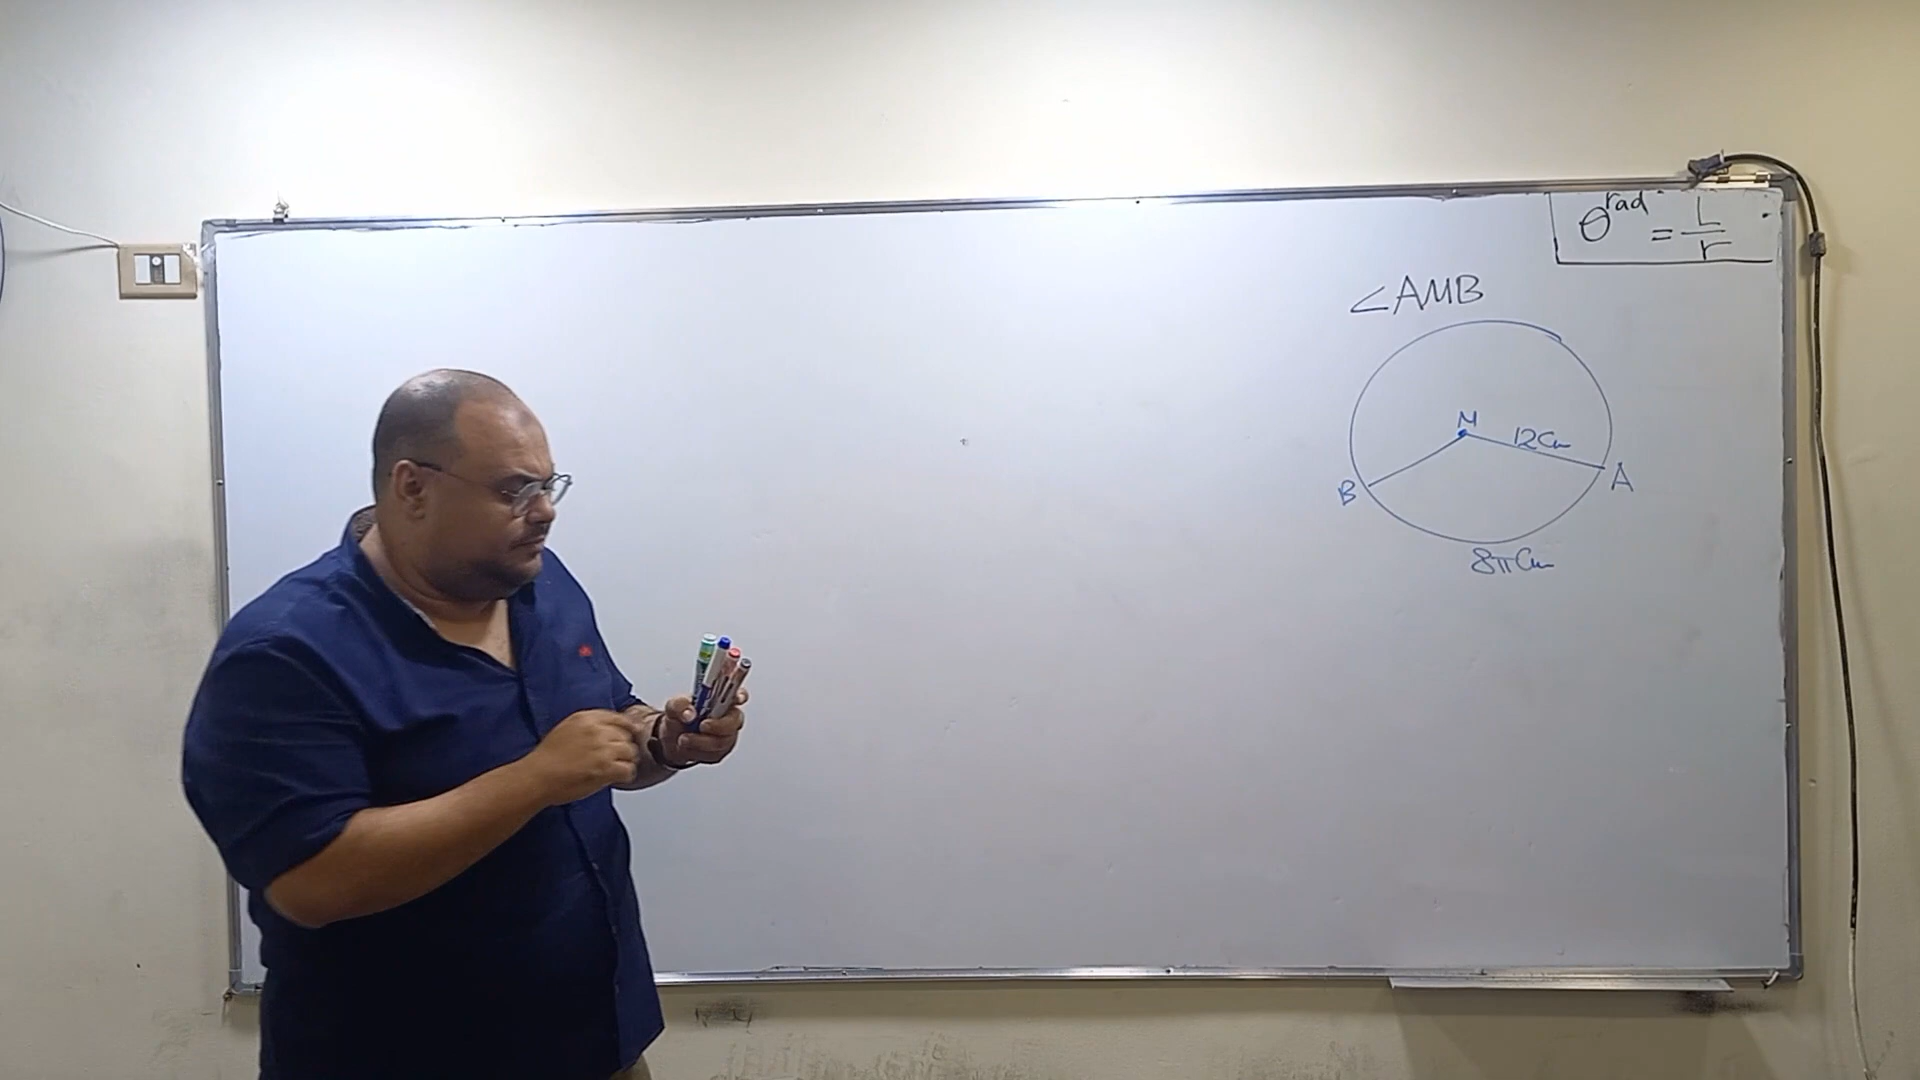 θ^rad = L/r
<AMB
M
12cm
B
A
8πcm